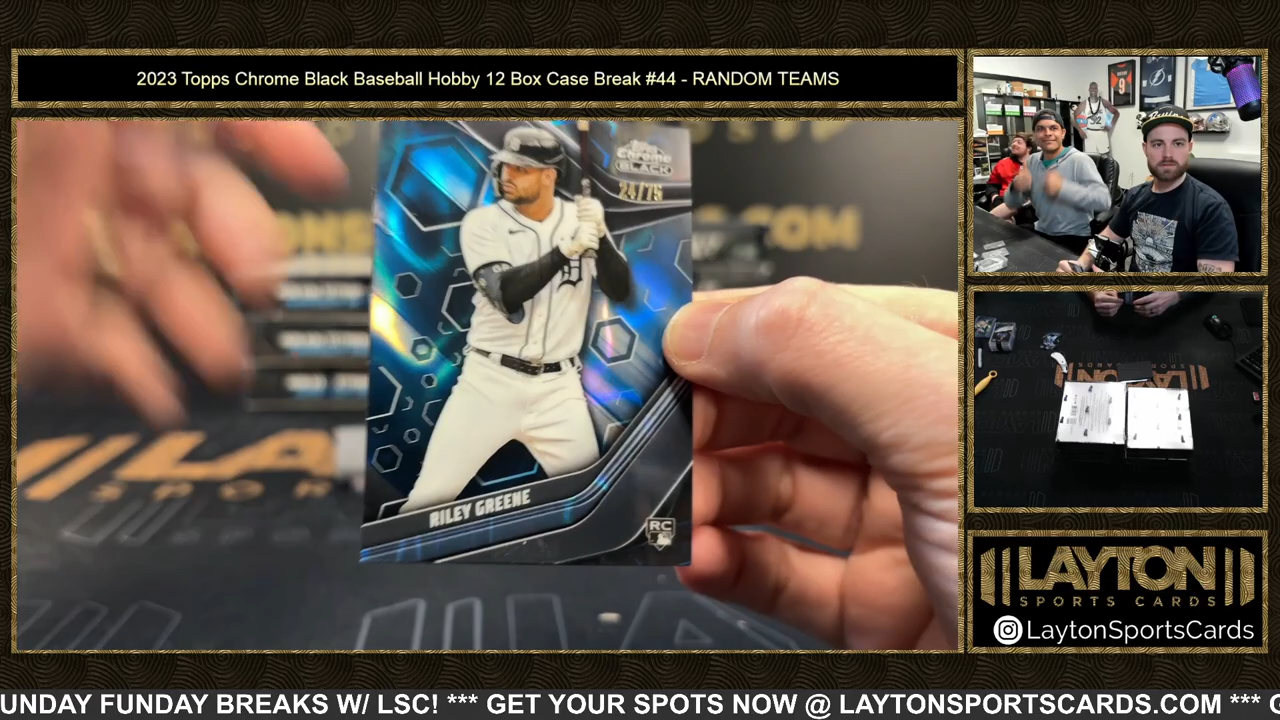 2023 Topps Chrome Black Baseball Hobby 12 Box Case Break #44 - RANDOM TEAMS
Topps
Chrome
BLACK
24/75
RILEY GREENE
RC
LAYTON
SPORTS CARDS
LaytonSportsCards
UNDAY FUNDAY BREAKS W/ LSC! *** GET YOUR SPOTS NOW @ LAYTONSPORTSCARDS.COM ***